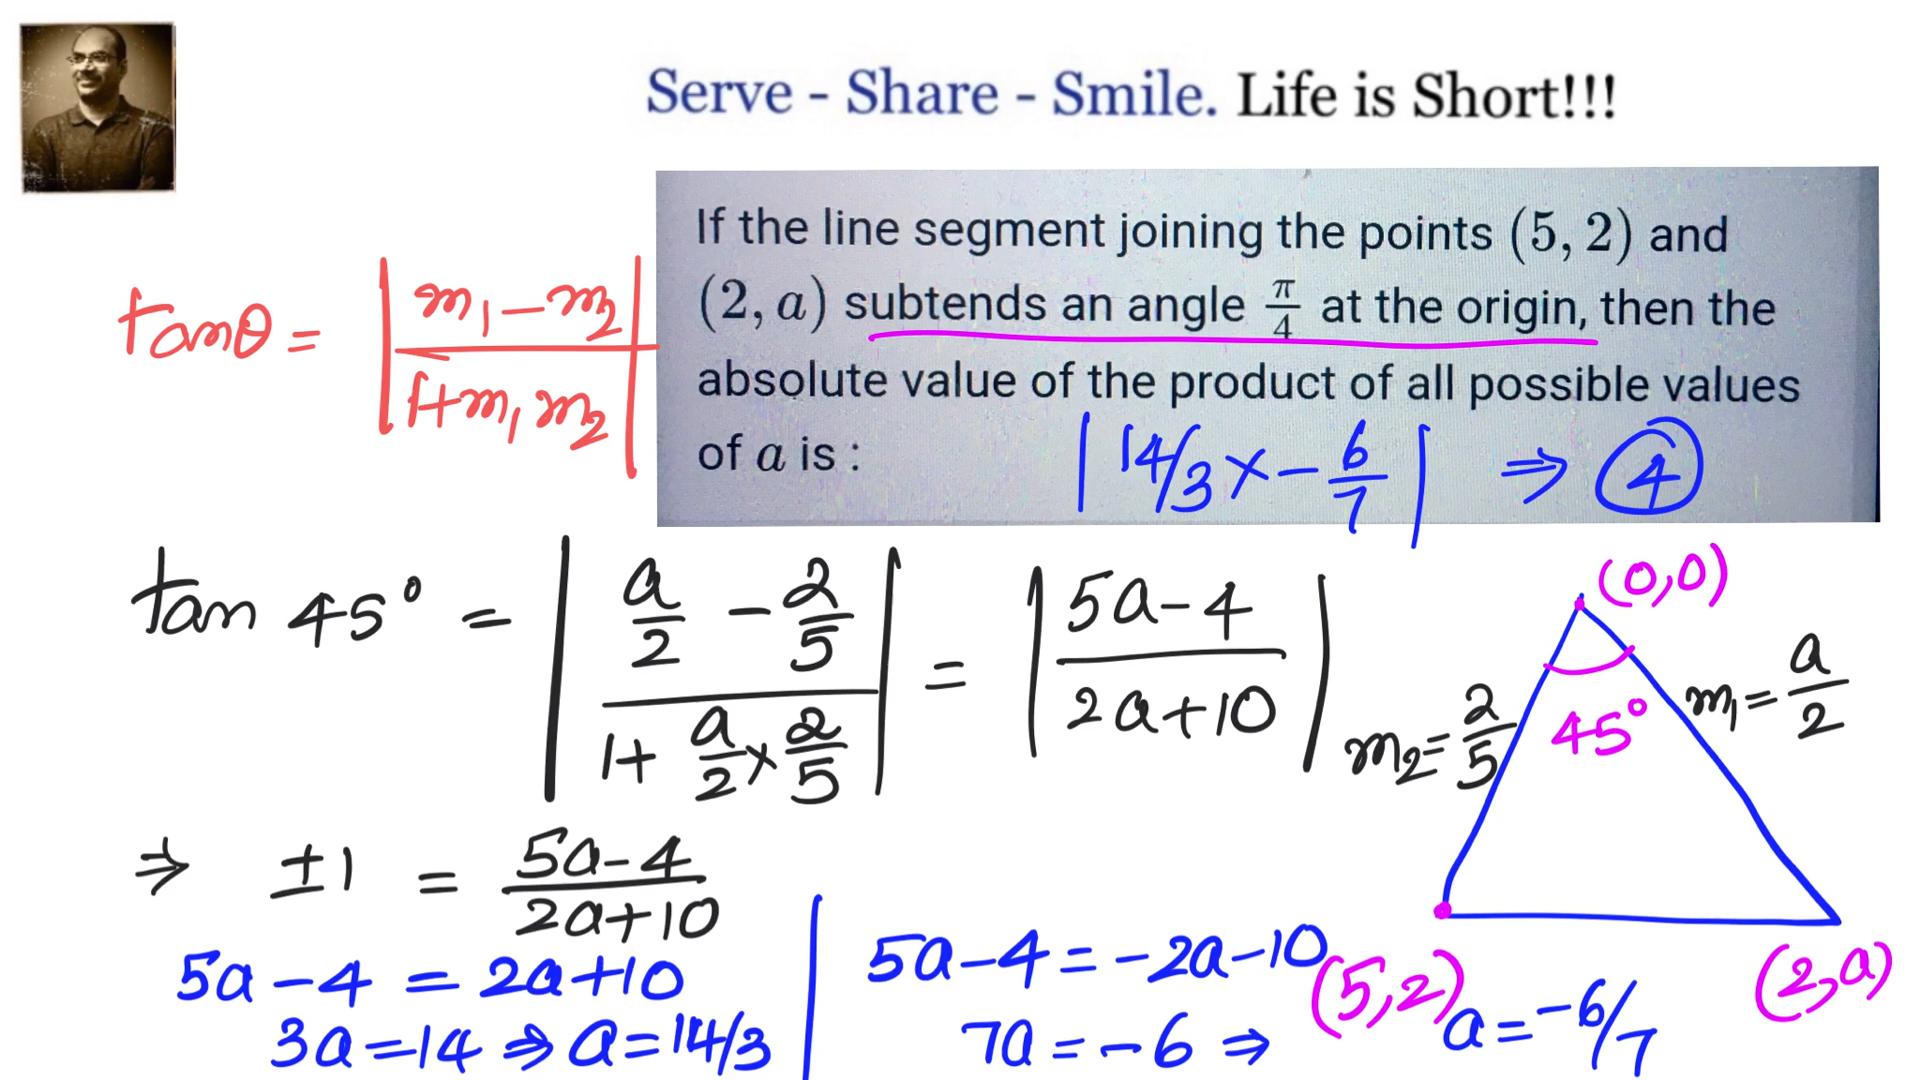 Serve - Share - Smile. Life is Short!!!
If the line segment joining the points (5, 2) and
(2, a) subtends an angle π/4 at the origin, then the
absolute value of the product of all possible values
of a is :
|14/3 × -6/7| ⇒ 4
tanθ = |(m₁ - m₂)/(1+m₁m₂)|
tan 45° = |(a/2 - 2/5)/(1+ a/2 × 2/5)| = |(5a-4)/(2a+10)|
⇒ ±1 = (5a-4)/(2a+10)
5a-4 = 2a+10
3a=14 ⇒ a=14/3
5a-4=-2a-10
7a=-6 ⇒ a=-6/7
(0,0)
m₂=2/5
45°
m₁=a/2
(5,2)
(2,a)